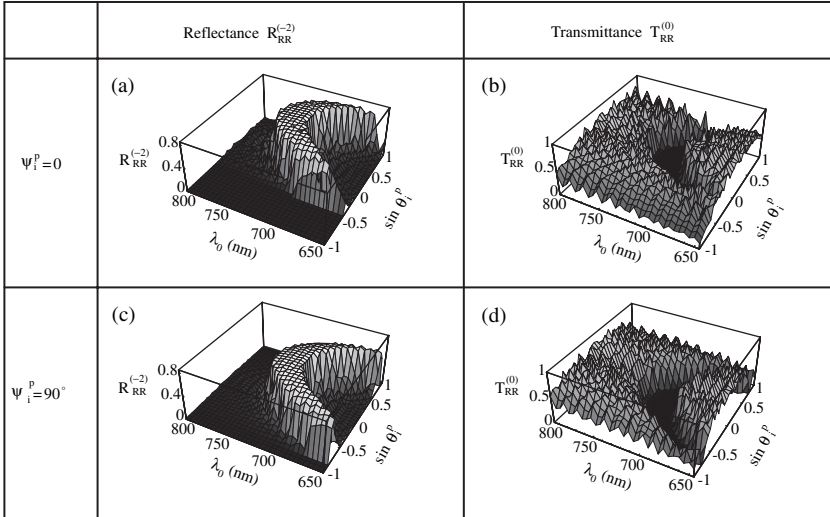 Reflectance R_RR^(-2)
Transmittance T_RR^(0)
ψ_i^p=0
(a)
R_RR^(-2)
0.8
0.4
0
800
750
700
650
λ_0 (nm)
1
0.5
0
-0.5
-1
sin θ_i^p
(b)
T_RR^(0)
1
0.5
0
800
750
700
650
λ_0 (nm)
1
0.5
0
-0.5
-1
sin θ_i^p
ψ_i^p=90°
(c)
R_RR^(-2)
0.8
0.4
0
800
750
700
650
λ_0 (nm)
1
0.5
0
-0.5
-1
sin θ_i^p
(d)
T_RR^(0)
1
0.5
0
800
750
700
650
λ_0 (nm)
1
0.5
0
-0.5
-1
sin θ_i^p